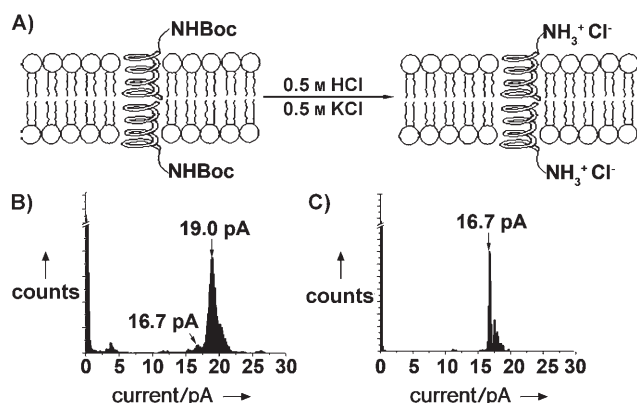 A)
NHBoc
NHBoc
0.5 M HCl
0.5 M KCl
NH₃⁺ Cl⁻
NH₃⁺ Cl⁻
B)
19.0 pA
16.7 pA
counts
0 5 10 15 20 25 30
current/pA
C)
16.7 pA
counts
0 5 10 15 20 25 30
current/pA